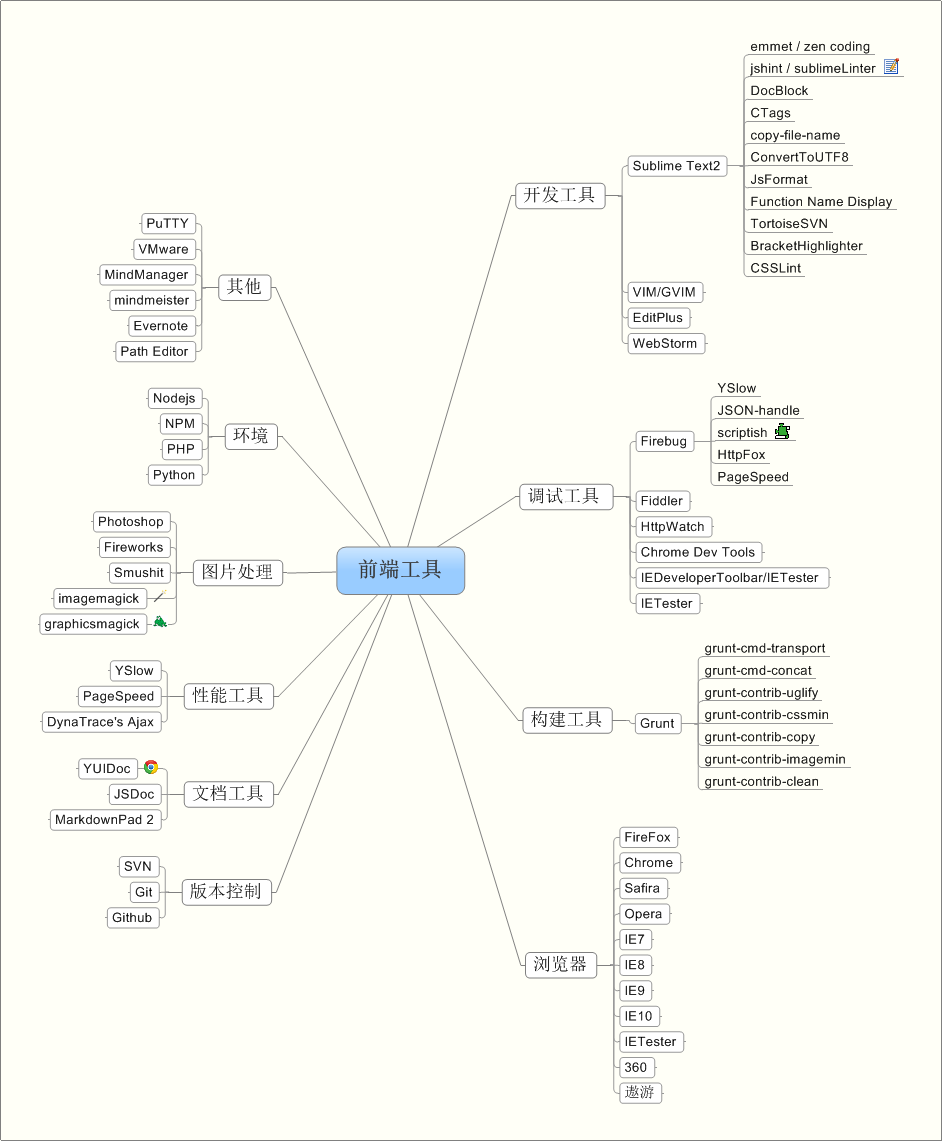 前端工具
开发工具
Sublime Text2
emmet / zen coding
jshint / sublimeLinter
DocBlock
CTags
copy-file-name
ConvertToUTF8
JsFormat
Function Name Display
TortoiseSVN
BracketHighlighter
CSSLint
VIM/GVIM
EditPlus
WebStorm
调试工具
Firebug
YSlow
JSON-handle
scriptish
HttpFox
PageSpeed
Fiddler
HttpWatch
Chrome Dev Tools
IEDeveloperToolbar/IETester
IETester
构建工具
Grunt
grunt-cmd-transport
grunt-cmd-concat
grunt-contrib-uglify
grunt-contrib-cssmin
grunt-contrib-copy
grunt-contrib-imagemin
grunt-contrib-clean
浏览器
FireFox
Chrome
Safira
Opera
IE7
IE8
IE9
IE10
IETester
360
遨游
其他
PuTTY
VMware
MindManager
mindmeister
Evernote
Path Editor
环境
Nodejs
NPM
PHP
Python
图片处理
Photoshop
Fireworks
Smushit
imagemagick
graphicsmagick
性能工具
YSlow
PageSpeed
DynaTrace's Ajax
文档工具
YUIDoc
JSDoc
MarkdownPad 2
版本控制
SVN
Git
Github